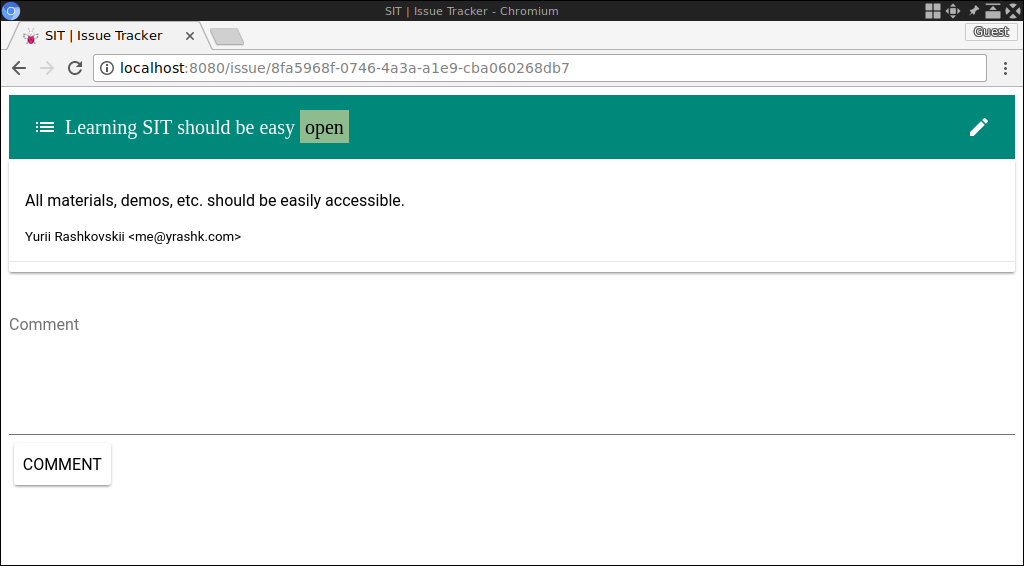 SIT | Issue Tracker - Chromium
SIT | Issue Tracker
Guest
localhost:8080/issue/8fa5968f-0746-4a3a-a1e9-cba060268db7
Learning SIT should be easy open
All materials, demos, etc. should be easily accessible.
Yurii Rashkovskii <me@yrashk.com>
Comment
COMMENT